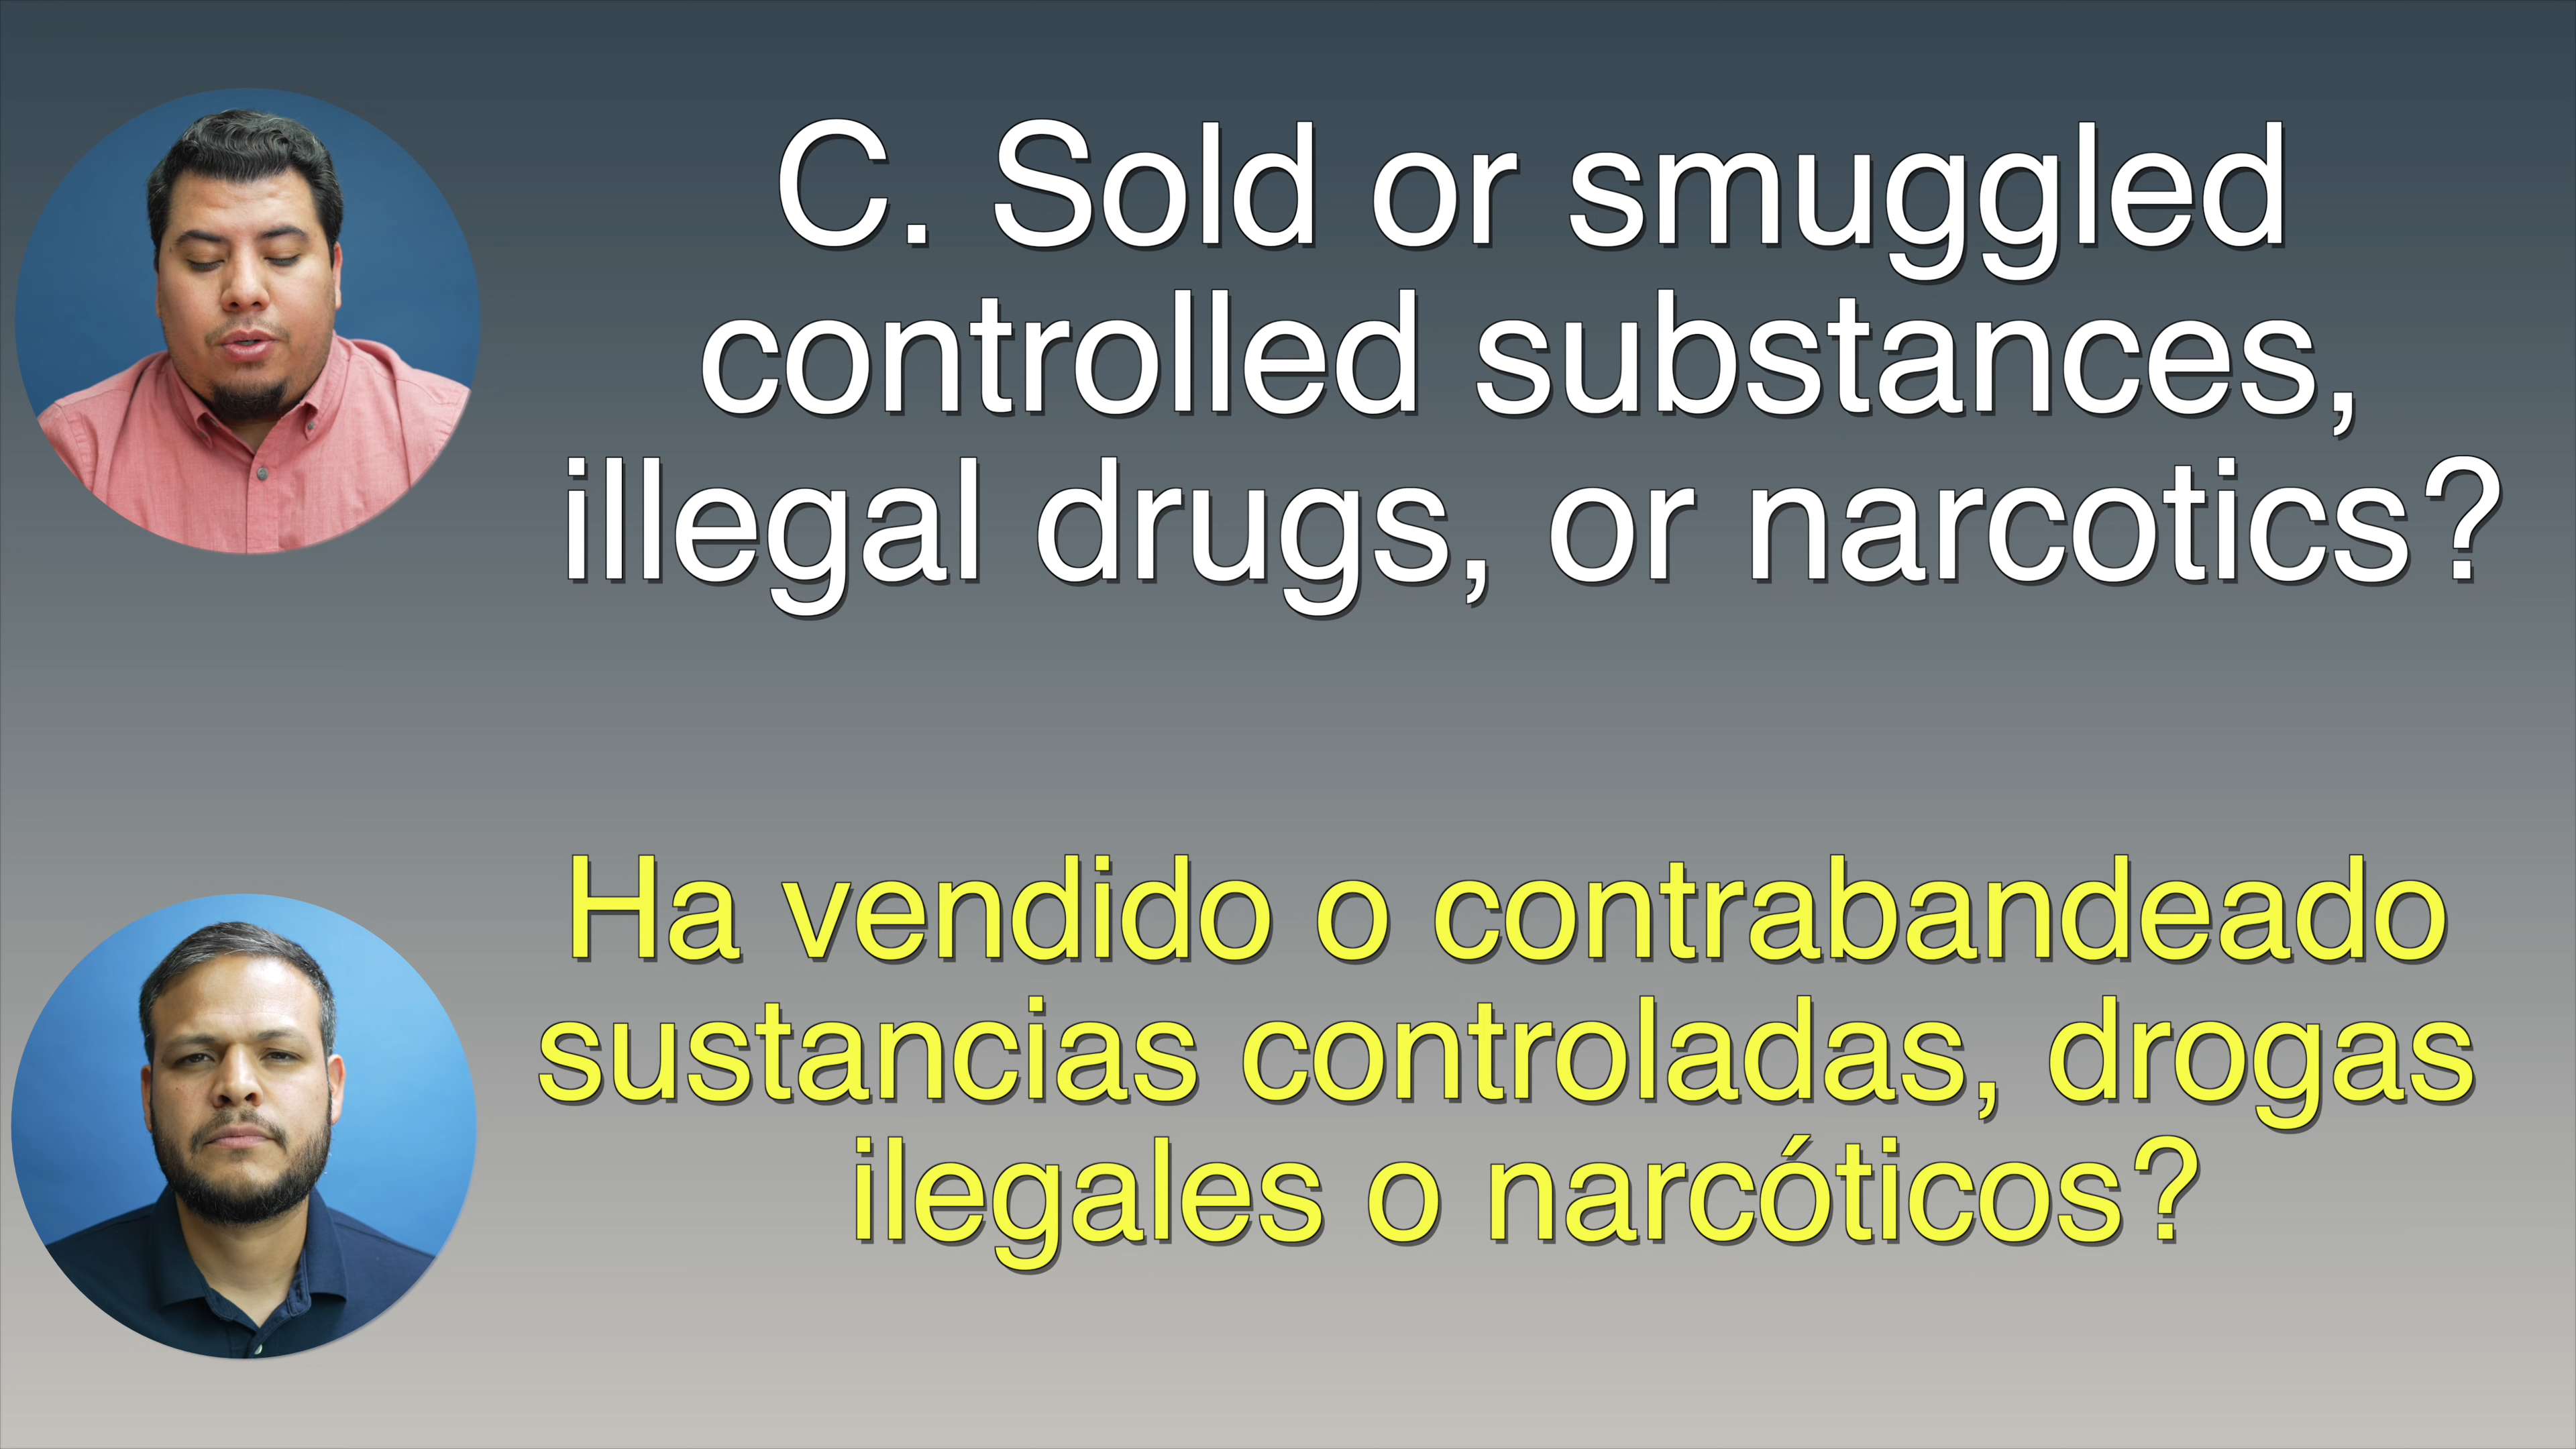 C. Sold or smuggled
controlled substances,
illegal drugs, or narcotics?
Ha vendido o contrabandeado
sustancias controladas, drogas
ilegales o narcóticos?